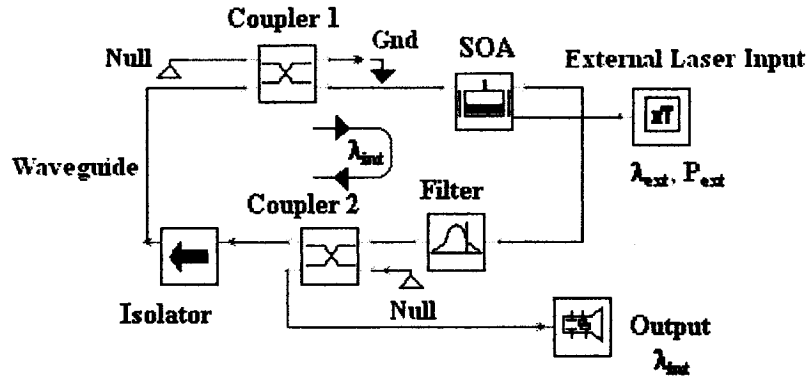 Coupler 1
Null
Gnd
SOA
External Laser Input
xT
λint
λext, Pext
Waveguide
Coupler 2
Filter
Isolator
Null
Output
λint